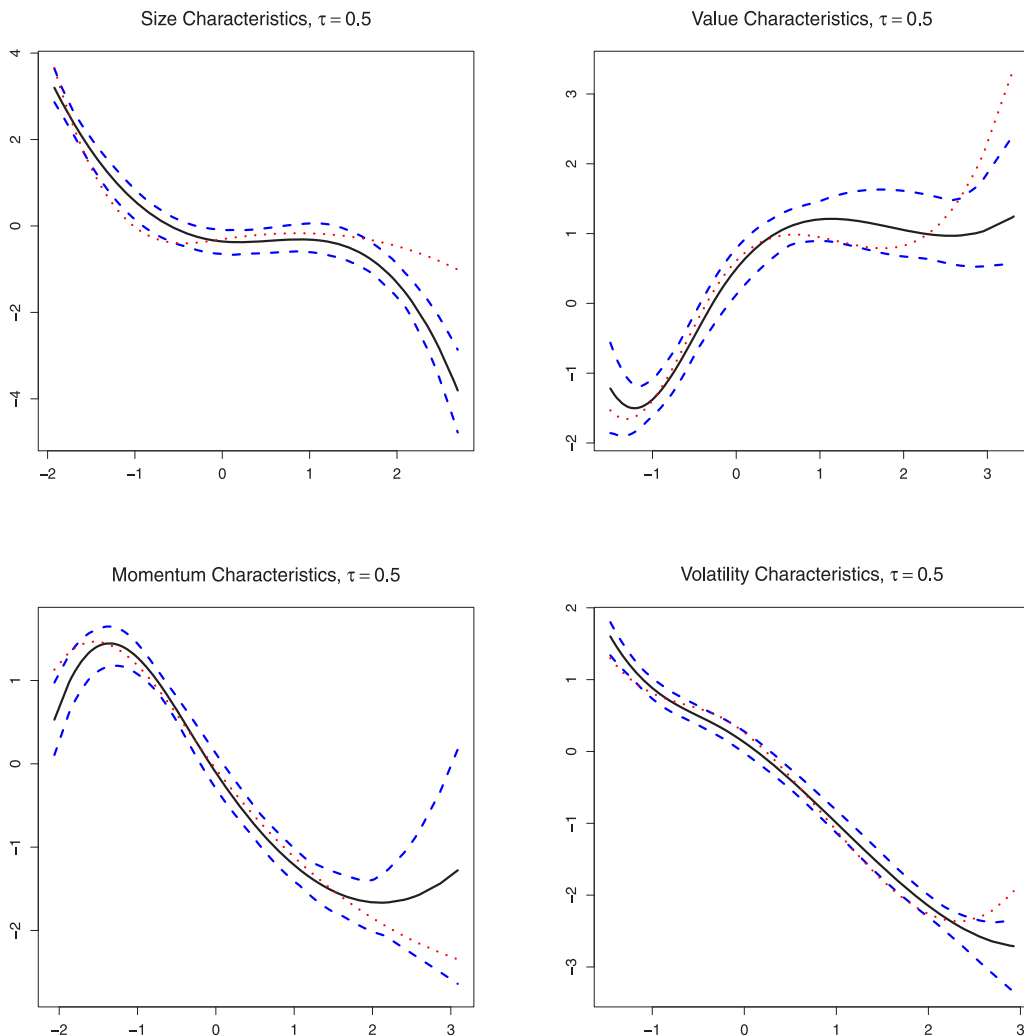 Size Characteristics, τ = 0.5
Value Characteristics, τ = 0.5
4
2
0
−2
−4
−2 −1 0 1 2
3
2
1
0
−1
−2
−1 0 1 2 3
Momentum Characteristics, τ = 0.5
Volatility Characteristics, τ = 0.5
1
0
−1
−2
−2 −1 0 1 2 3
2
1
0
−1
−2
−3
−1 0 1 2 3